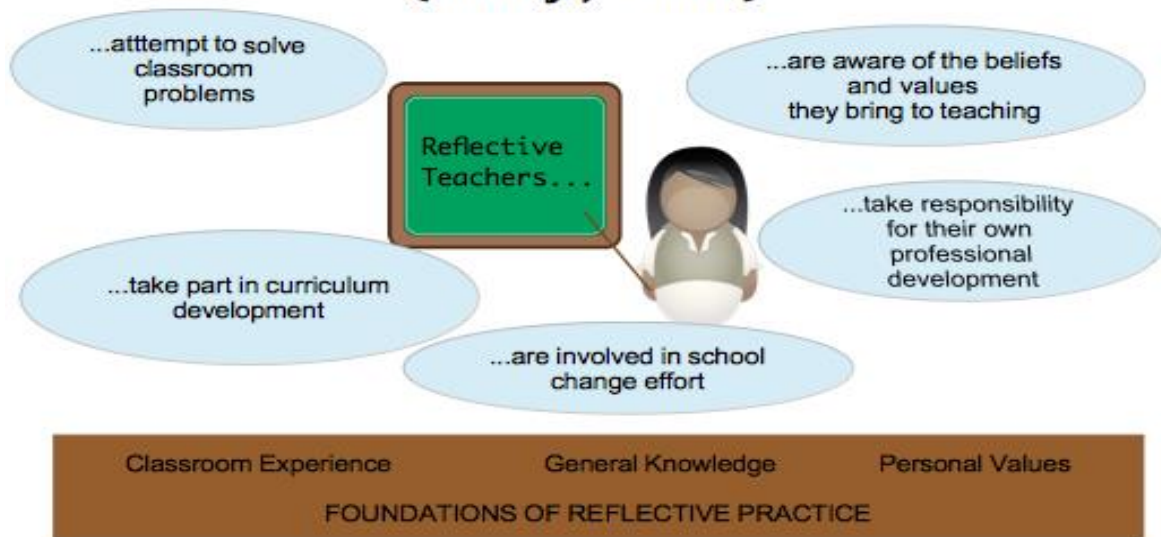 ...atttempt to solve
classroom
problems
...are aware of the beliefs
and values
they bring to teaching
Reflective
Teachers...
...take responsibility
for their own
professional
development
...take part in curriculum
development
...are involved in school
change effort
Classroom Experience General Knowledge Personal Values
FOUNDATIONS OF REFLECTIVE PRACTICE